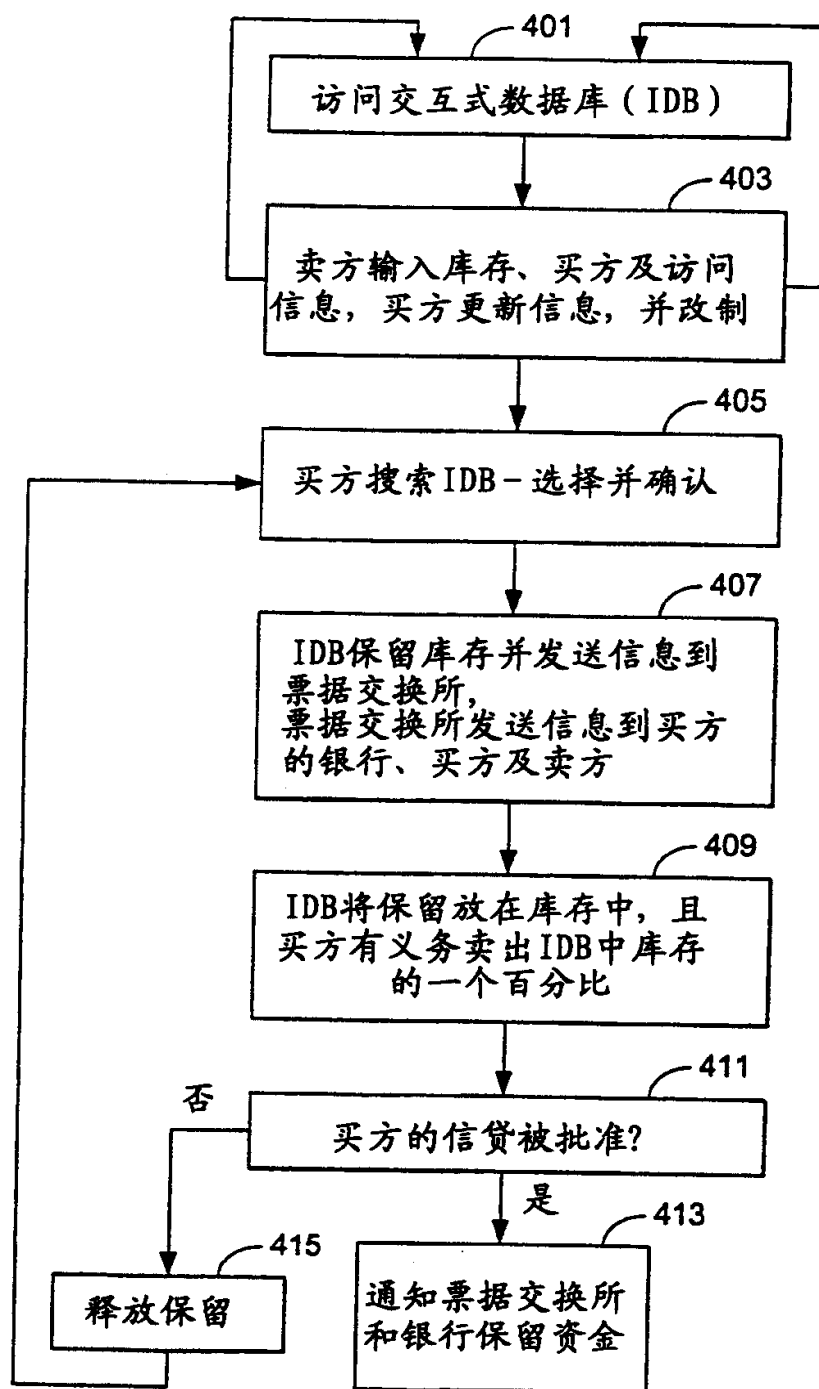 401
访问交互式数据库(IDB)
403
卖方输入库存、买方及访问
信息,买方更新信息,并改制
405
买方搜索IDB-选择并确认
407
IDB保留库存并发送信息到
票据交换所,
票据交换所发送信息到买方
的银行、买方及卖方
409
IDB将保留放在库存中,且
买方有义务卖出IDB中库存
的一个百分比
411
否
买方的信贷被批准?
是
413
415
释放保留
通知票据交换所
和银行保留资金